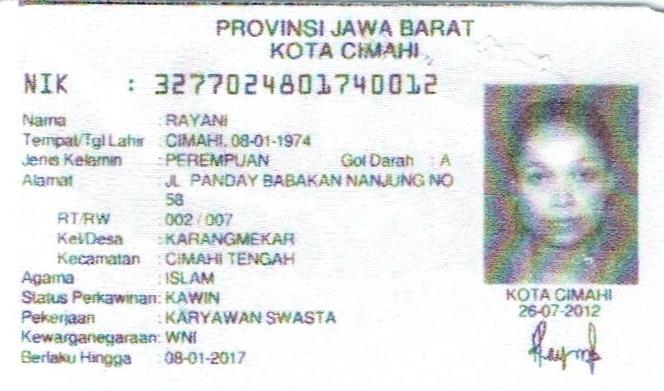 PROVINSI JAWA BARAT
KOTA CIMAHI
NIK : 3277024801740012
Nama : RAYANI
Tempat/Tgl Lahir : CIMAHI, 08-01-1974
Jenis Kelamin : PEREMPUAN Gol Darah : A
Alamat : JL PANDAY BABAKAN NANJUNG NO
58
RT/RW : 002 / 007
Kel/Desa : KARANGMEKAR
Kecamatan : CIMAHI TENGAH
Agama : ISLAM
Status Perkawinan: KAWIN
Pekerjaan : KARYAWAN SWASTA
Kewarganegaraan: WNI
Berlaku Hingga : 08-01-2017
KOTA CIMAHI
26-07-2012